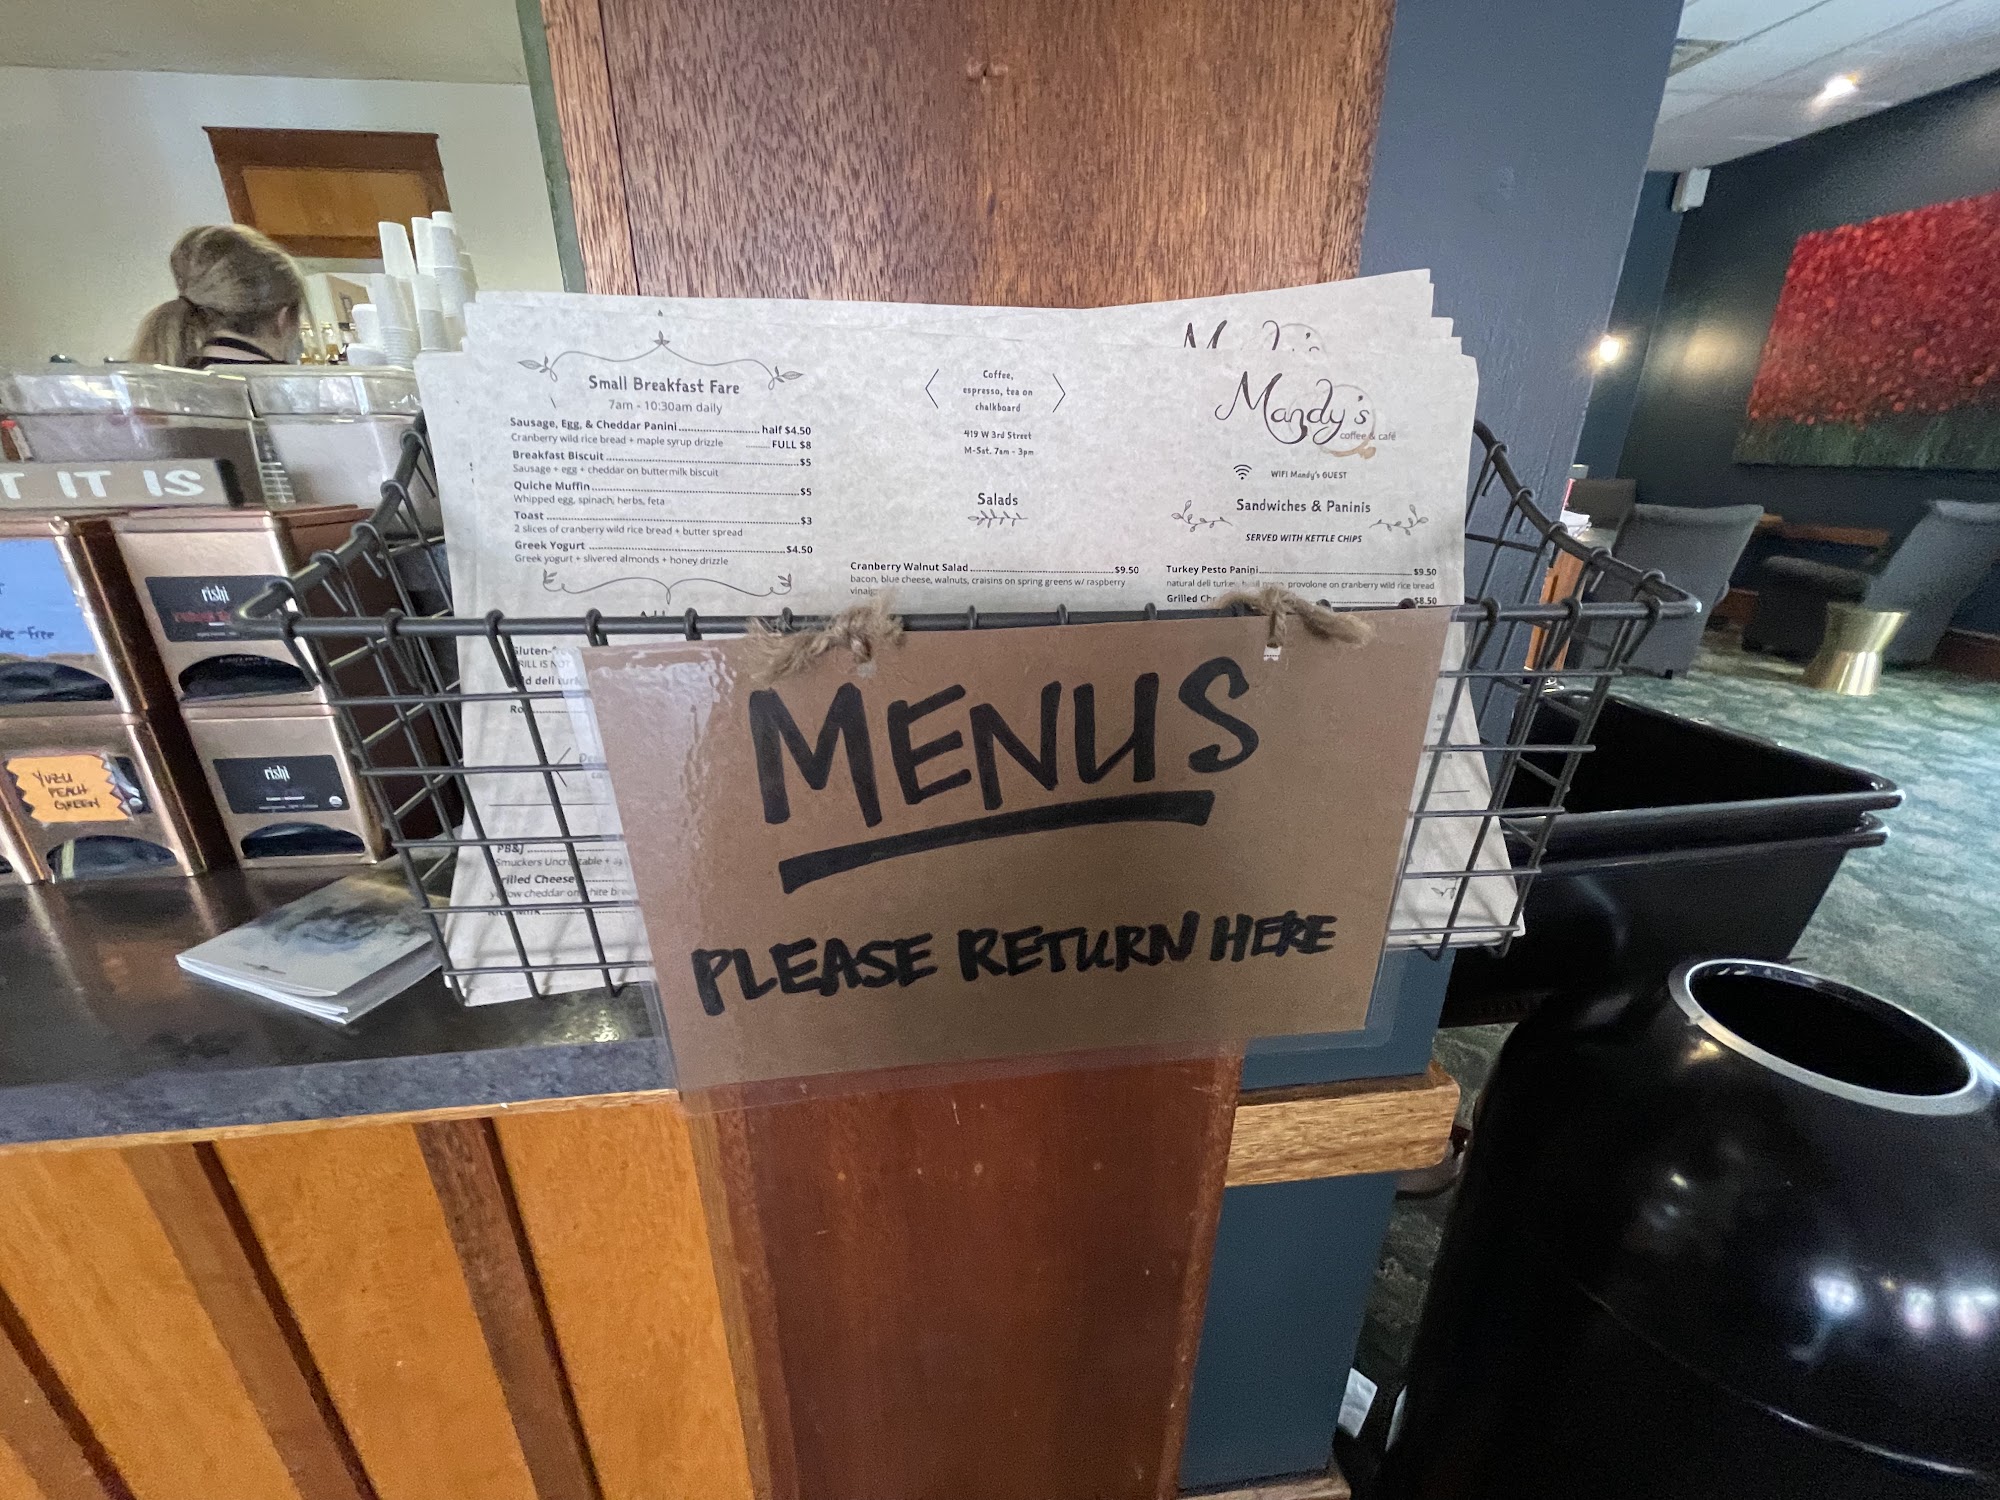 Small Breakfast Fare
7am - 10:30am daily
Sausage, Egg, & Cheddar Panini half $4.50
Cranberry wild rice bread + maple syrup drizzle FULL $8
Breakfast Biscuit $5
Sausage + egg + cheddar on buttermilk biscuit
Quiche Muffin $5
Whipped egg, spinach, herbs, feta
Toast $3
2 slices of cranberry wild rice bread + butter spread
Greek Yogurt $4.50
Greek yogurt + slivered almonds + honey drizzle
Coffee,
espresso, tea on
chalkboard
419 W 3rd Street
M-Sat. 7am - 3pm
Salads
Cranberry Walnut Salad $9.50
bacon, blue cheese, walnuts, craisins on spring greens w/ raspberry
Mandy's
coffee & café
WIFI Mandy's GUEST
Sandwiches & Paninis
SERVED WITH KETTLE CHIPS
Turkey Pesto Panini $9.50
natural deli provolone on cranberry wild rice bread
Grilled $8.50
PB&J
Smuckers
Grilled Cheese
MENUS
PLEASE RETURN HERE
T IT IS
rishi
rishi
YUZU
PEACH
GREEN